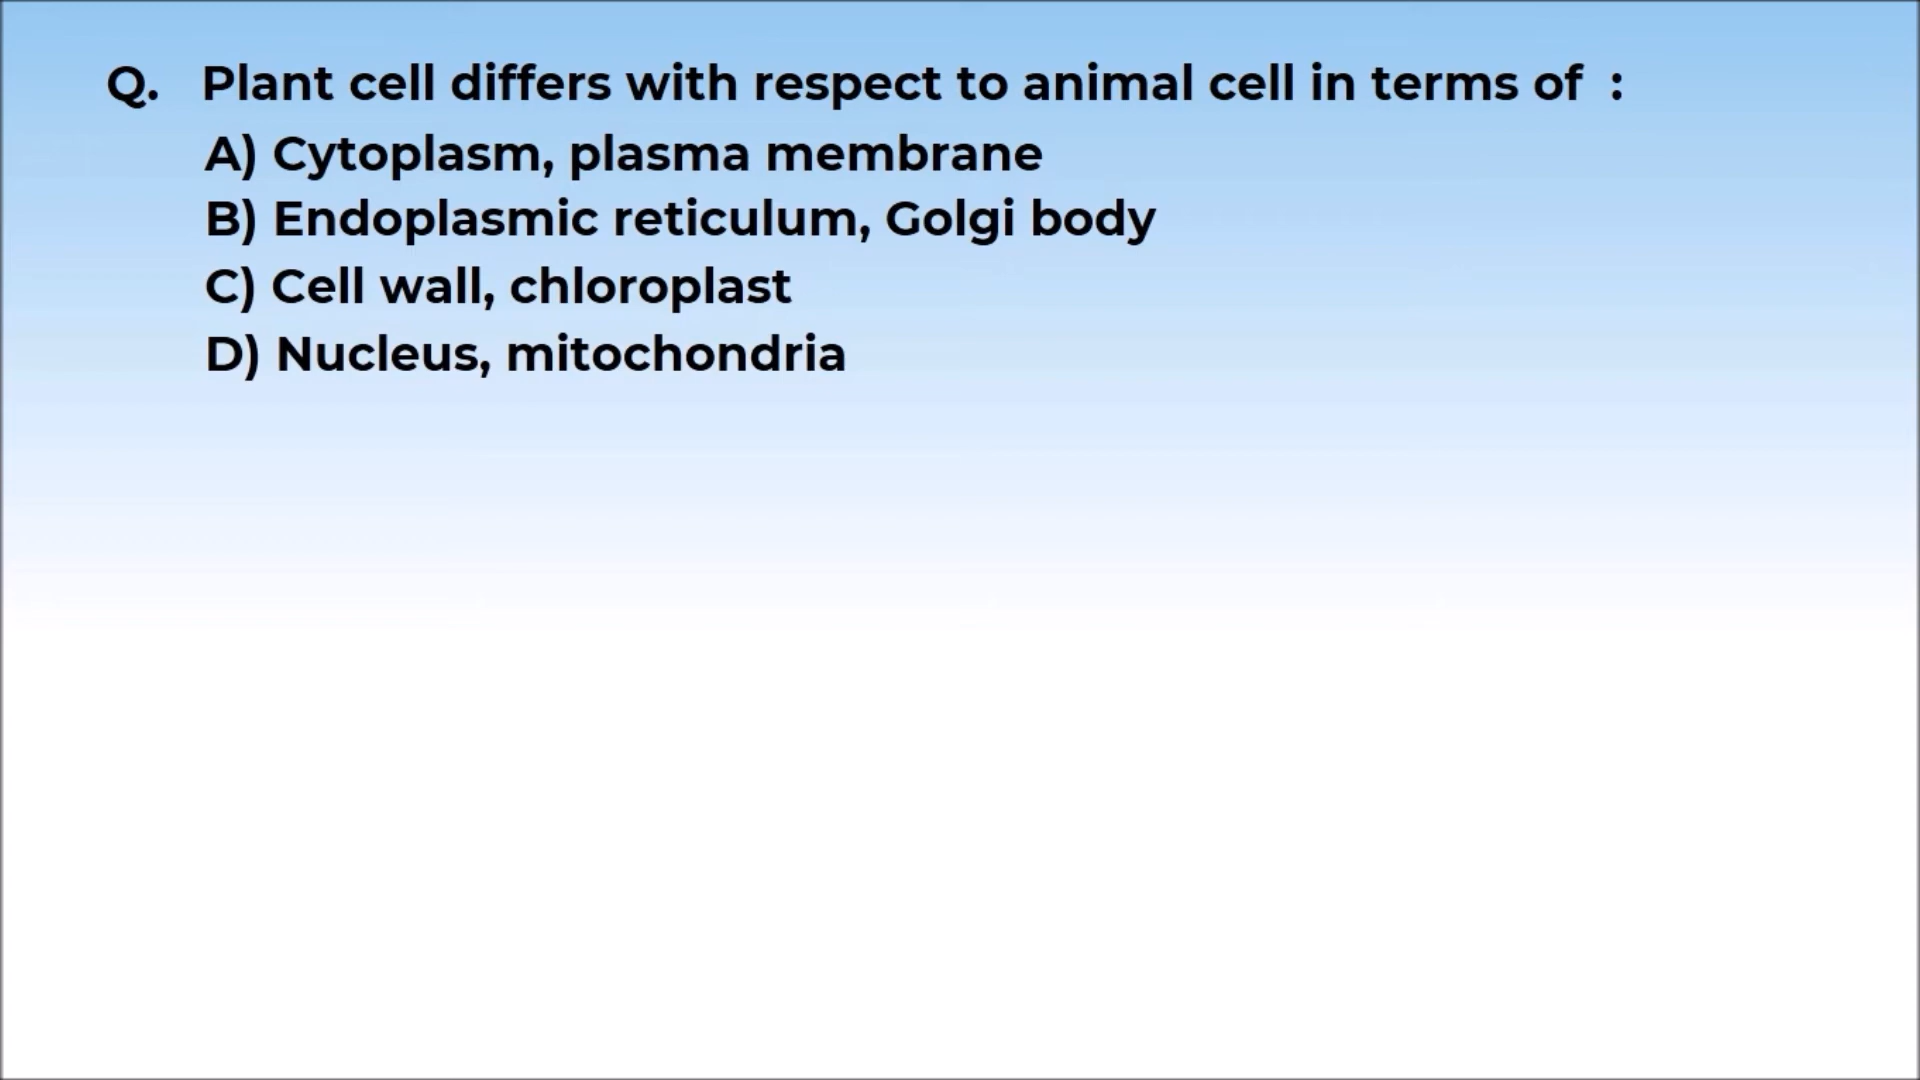 Q. Plant cell differs with respect to animal cell in terms of :
A) Cytoplasm, plasma membrane
B) Endoplasmic reticulum, Golgi body
C) Cell wall, chloroplast
D) Nucleus, mitochondria